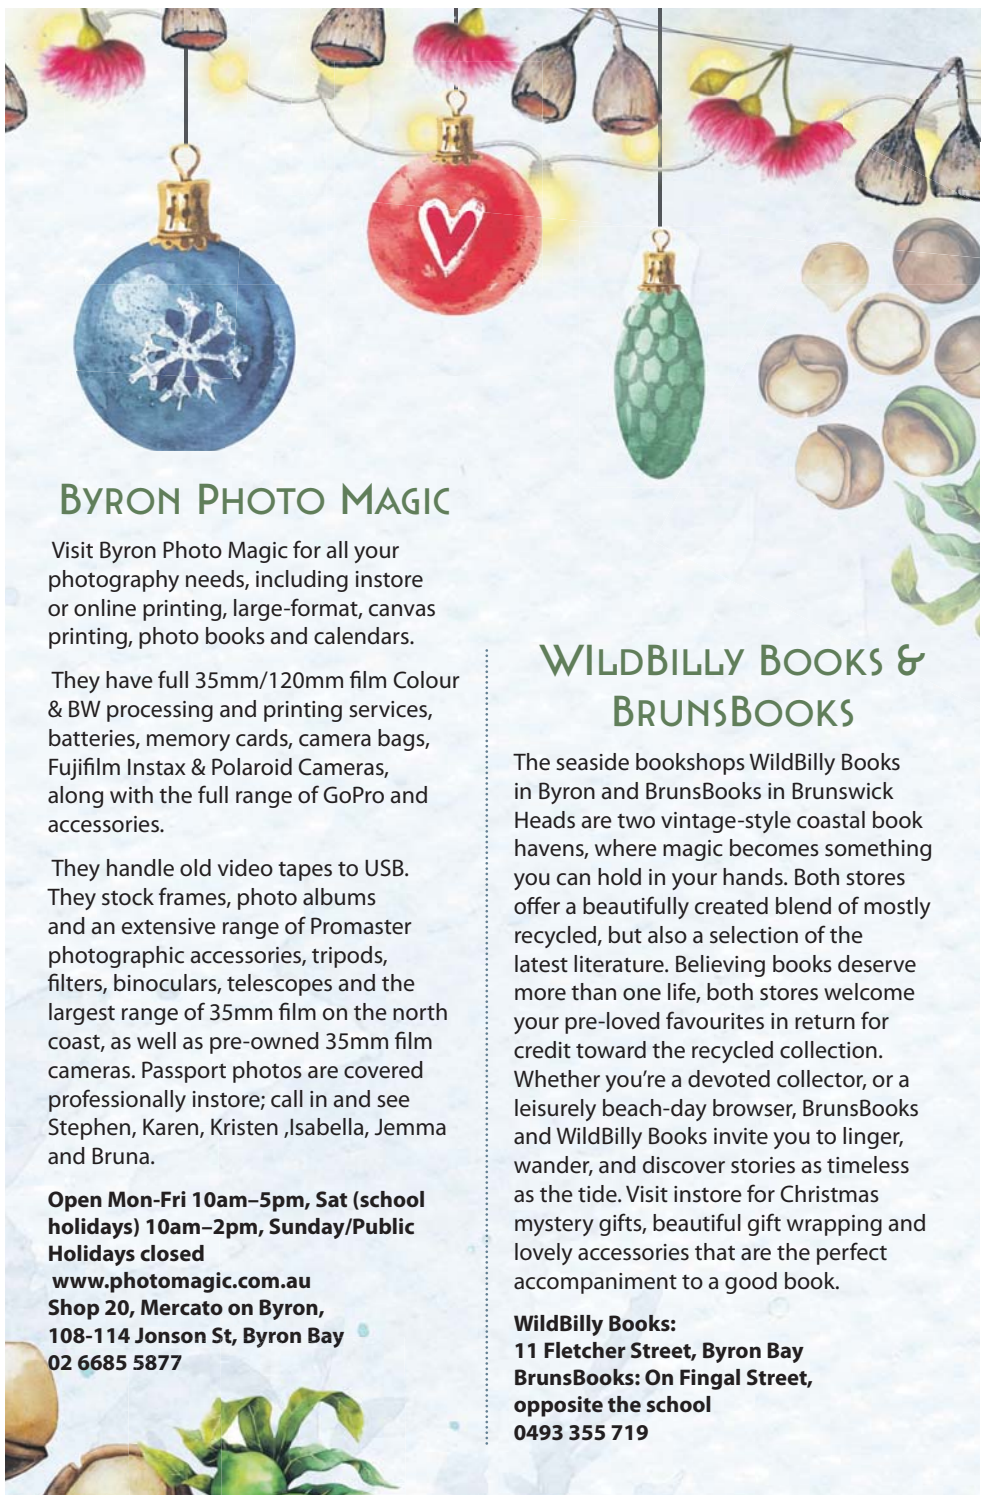 BYRON PHOTO MAGIC
Visit Byron Photo Magic for all your
photography needs, including instore
or online printing, large-format, canvas
printing, photo books and calendars.
They have full 35mm/120mm film Colour
& BW processing and printing services,
batteries, memory cards, camera bags,
Fujifilm Instax & Polaroid Cameras,
along with the full range of GoPro and
accessories.
They handle old video tapes to USB.
They stock frames, photo albums
and an extensive range of Promaster
photographic accessories, tripods,
filters, binoculars, telescopes and the
largest range of 35mm film on the north
coast, as well as pre-owned 35mm film
cameras. Passport photos are covered
professionally instore; call in and see
Stephen, Karen, Kristen ,Isabella, Jemma
and Bruna.
Open Mon-Fri 10am–5pm, Sat (school
holidays) 10am–2pm, Sunday/Public
Holidays closed
www.photomagic.com.au
Shop 20, Mercato on Byron,
108-114 Jonson St, Byron Bay
02 6685 5877
WILDBILLY BOOKS &
BRUNSBOOKS
The seaside bookshops WildBilly Books
in Byron and BrunsBooks in Brunswick
Heads are two vintage-style coastal book
havens, where magic becomes something
you can hold in your hands. Both stores
offer a beautifully created blend of mostly
recycled, but also a selection of the
latest literature. Believing books deserve
more than one life, both stores welcome
your pre-loved favourites in return for
credit toward the recycled collection.
Whether you’re a devoted collector, or a
leisurely beach-day browser, BrunsBooks
and WildBilly Books invite you to linger,
wander, and discover stories as timeless
as the tide. Visit instore for Christmas
mystery gifts, beautiful gift wrapping and
lovely accessories that are the perfect
accompaniment to a good book.
WildBilly Books:
11 Fletcher Street, Byron Bay
BrunsBooks: On Fingal Street,
opposite the school
0493 355 719